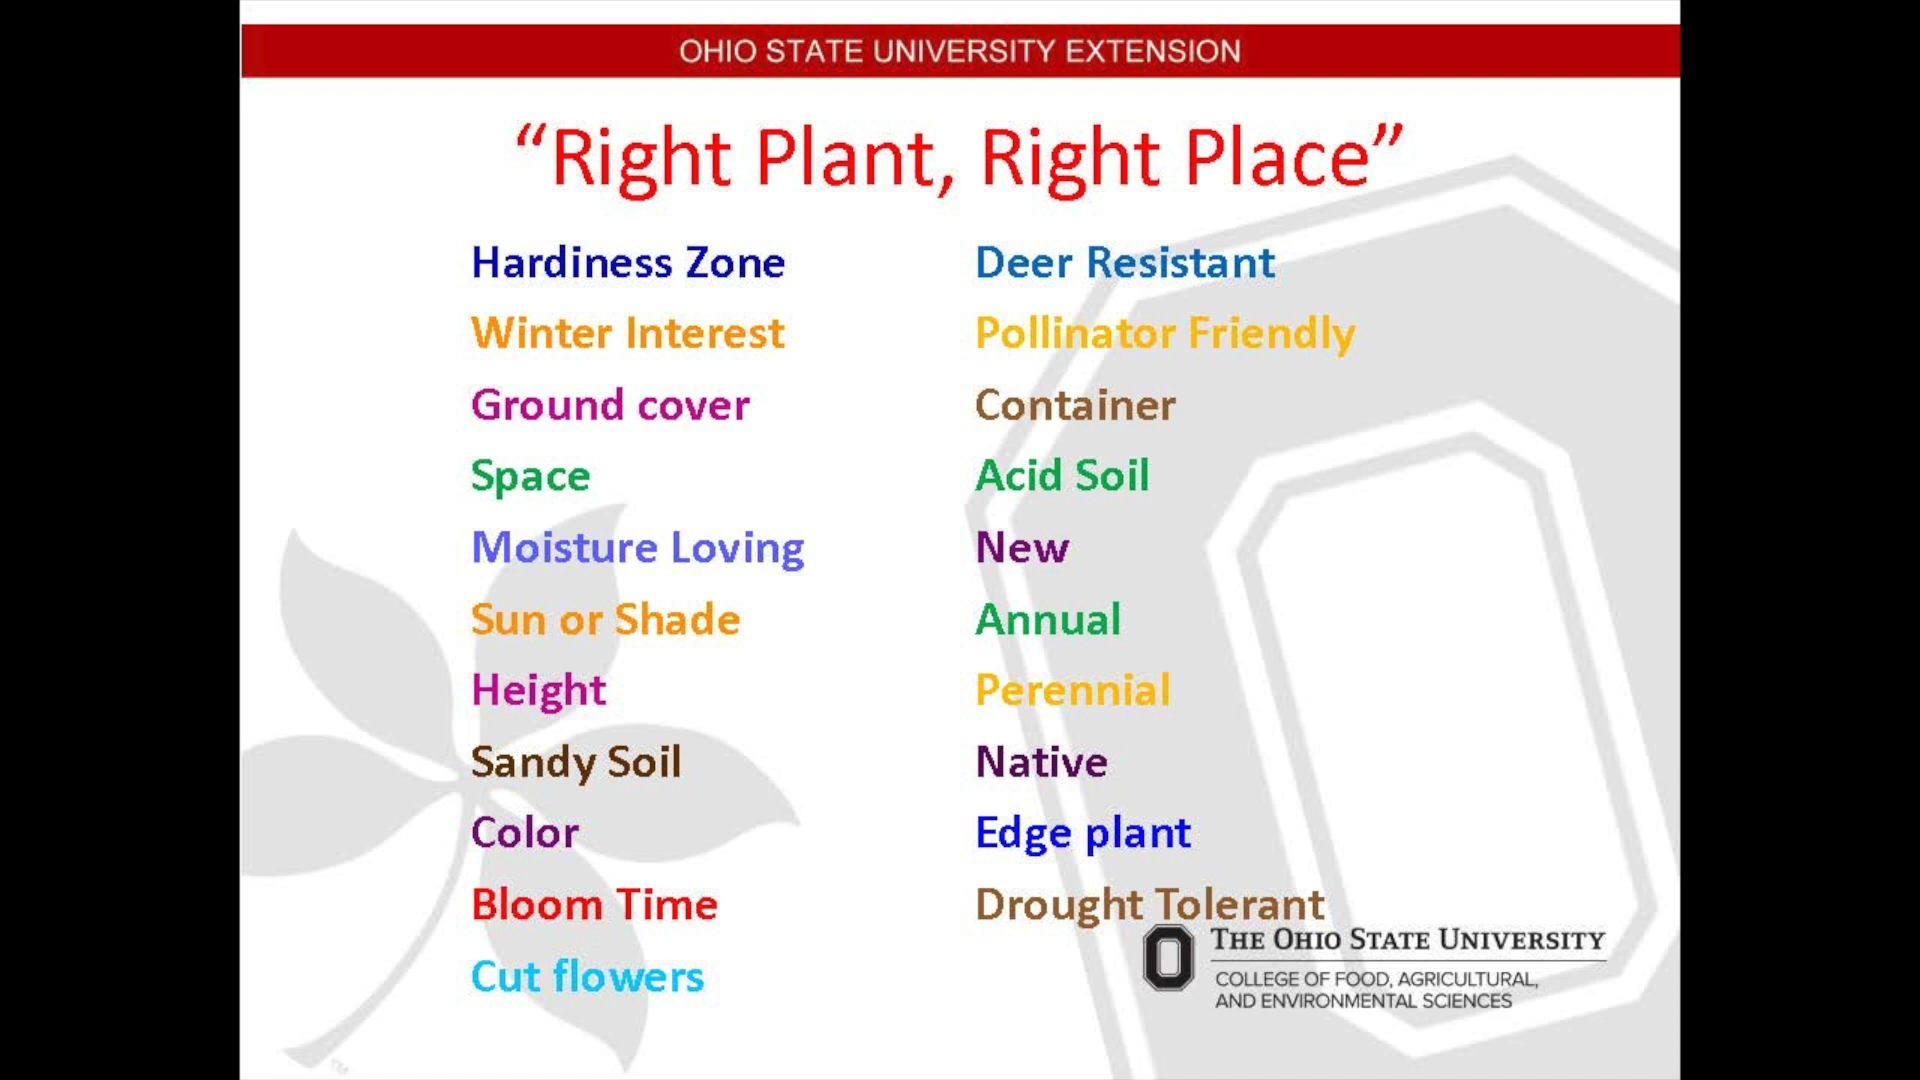 OHIO STATE UNIVERSITY EXTENSION
“Right Plant, Right Place”
Hardiness Zone
Winter Interest
Ground cover
Space
Moisture Loving
Sun or Shade
Height
Sandy Soil
Color
Bloom Time
Cut flowers
Deer Resistant
Pollinator Friendly
Container
Acid Soil
New
Annual
Perennial
Native
Edge plant
Drought Tolerant
THE OHIO STATE UNIVERSITY
COLLEGE OF FOOD, AGRICULTURAL,
AND ENVIRONMENTAL SCIENCES
TM